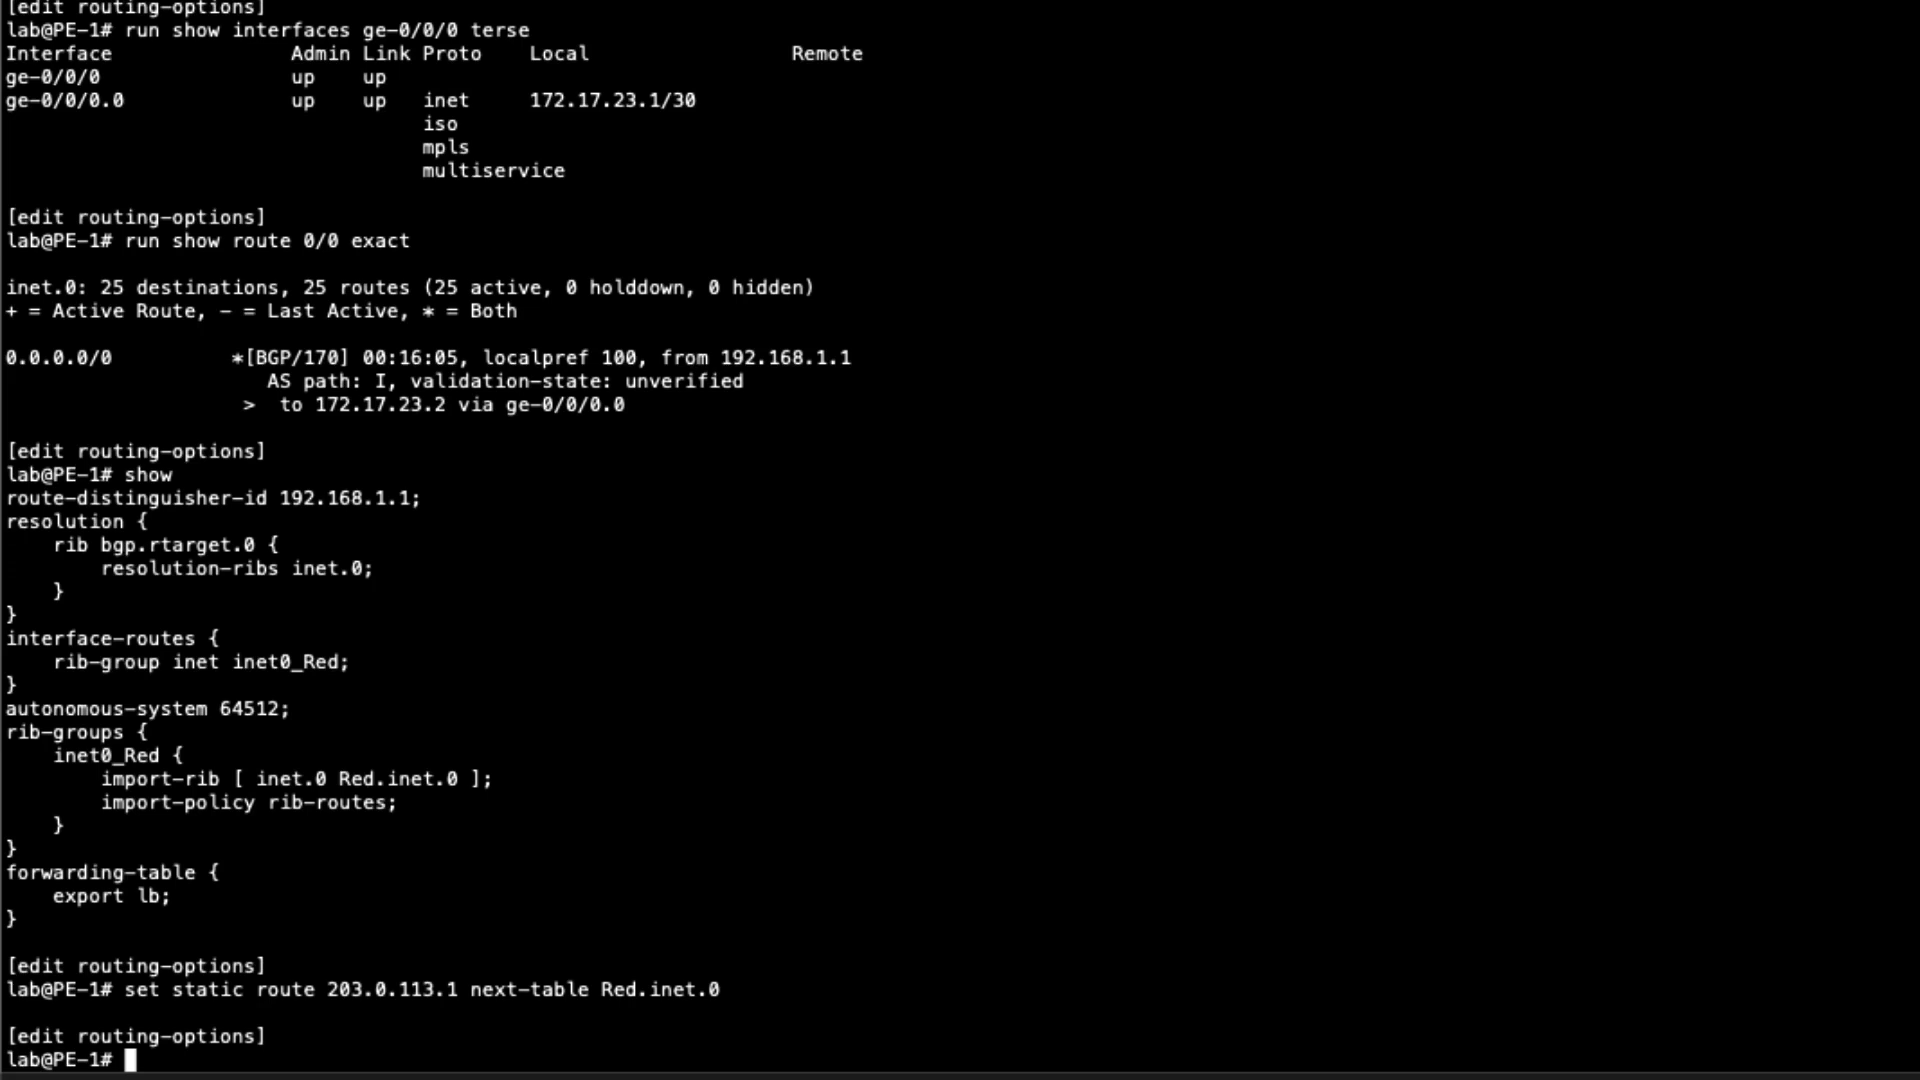 [edit routing-options]
lab@PE-1# run show interfaces ge-0/0/0 terse
Interface               Admin Link Proto    Local                 Remote
ge-0/0/0                up    up
ge-0/0/0.0              up    up   inet     172.17.23.1/30
                                   iso
                                   mpls
                                   multiservice
[edit routing-options]
lab@PE-1# run show route 0/0 exact
inet.0: 25 destinations, 25 routes (25 active, 0 holddown, 0 hidden)
+ = Active Route, - = Last Active, * = Both
0.0.0.0/0          *[BGP/170] 00:16:05, localpref 100, from 192.168.1.1
                      AS path: I, validation-state: unverified
                    >  to 172.17.23.2 via ge-0/0/0.0
[edit routing-options]
lab@PE-1# show
route-distinguisher-id 192.168.1.1;
resolution {
    rib bgp.rtarget.0 {
        resolution-ribs inet.0;
    }
}
interface-routes {
    rib-group inet inet0_Red;
}
autonomous-system 64512;
rib-groups {
    inet0_Red {
        import-rib [ inet.0 Red.inet.0 ];
        import-policy rib-routes;
    }
}
forwarding-table {
    export lb;
}
[edit routing-options]
lab@PE-1# set static route 203.0.113.1 next-table Red.inet.0
[edit routing-options]
lab@PE-1#